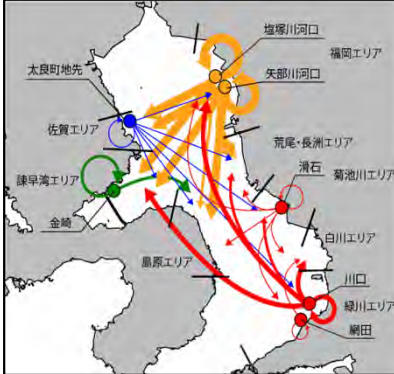 塩塚川河口
福岡エリア
太良町地先
矢部川河口
佐賀エリア
荒尾・長洲エリア
滑石
諫早湾エリア
菊池川エリア
金崎
白川エリア
島原エリア
川口
緑川エリア
網田